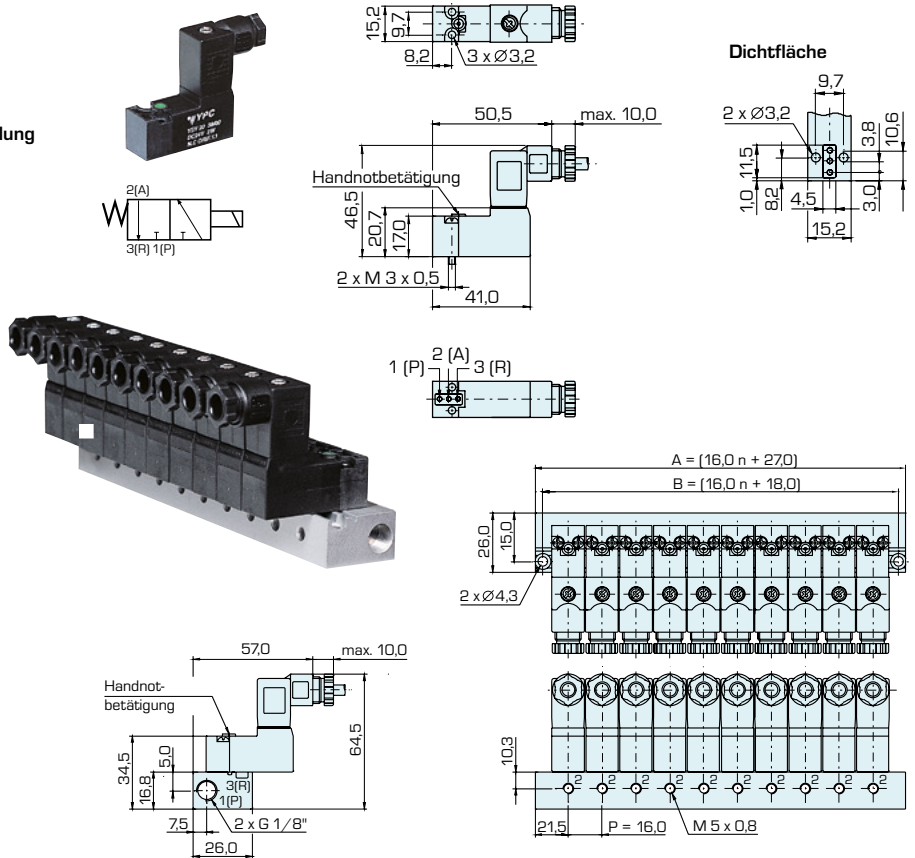 15,2
9,7
8,2
3 x Ø3,2
Dichtfläche
9,7
2 x Ø3,2
3,8
10,6
11,5
1,0
8,2
4,5
3,0
15,2
lung
YPC
2(A)
3(R) 1(P)
50,5
max. 10,0
Handnotbetätigung
46,5
20,7
17,0
2 x M 3 x 0,5
41,0
2 (A)
1 (P)
3 (R)
A = (16,0 n + 27,0)
B = (16,0 n + 18,0)
26,0
15,0
2 x Ø4,3
57,0
max. 10,0
Handnot-
betätigung
64,5
34,5
5,0
16,8
3(R)
1(P)
7,5
2 x G 1/8"
26,0
10,3
2 2 2 2 2 2 2 2 2 2
21,5
P = 16,0
M 5 x 0,8